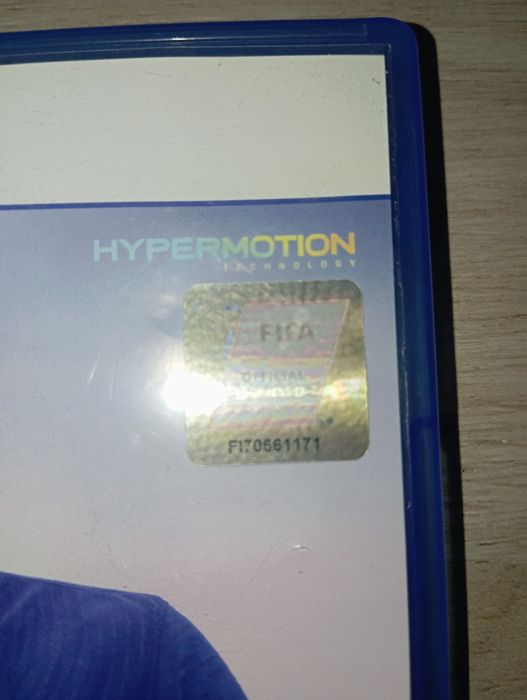 HYPERMOTION
TECHNOLOGY
FIFA
OFFICIAL
FI70661171